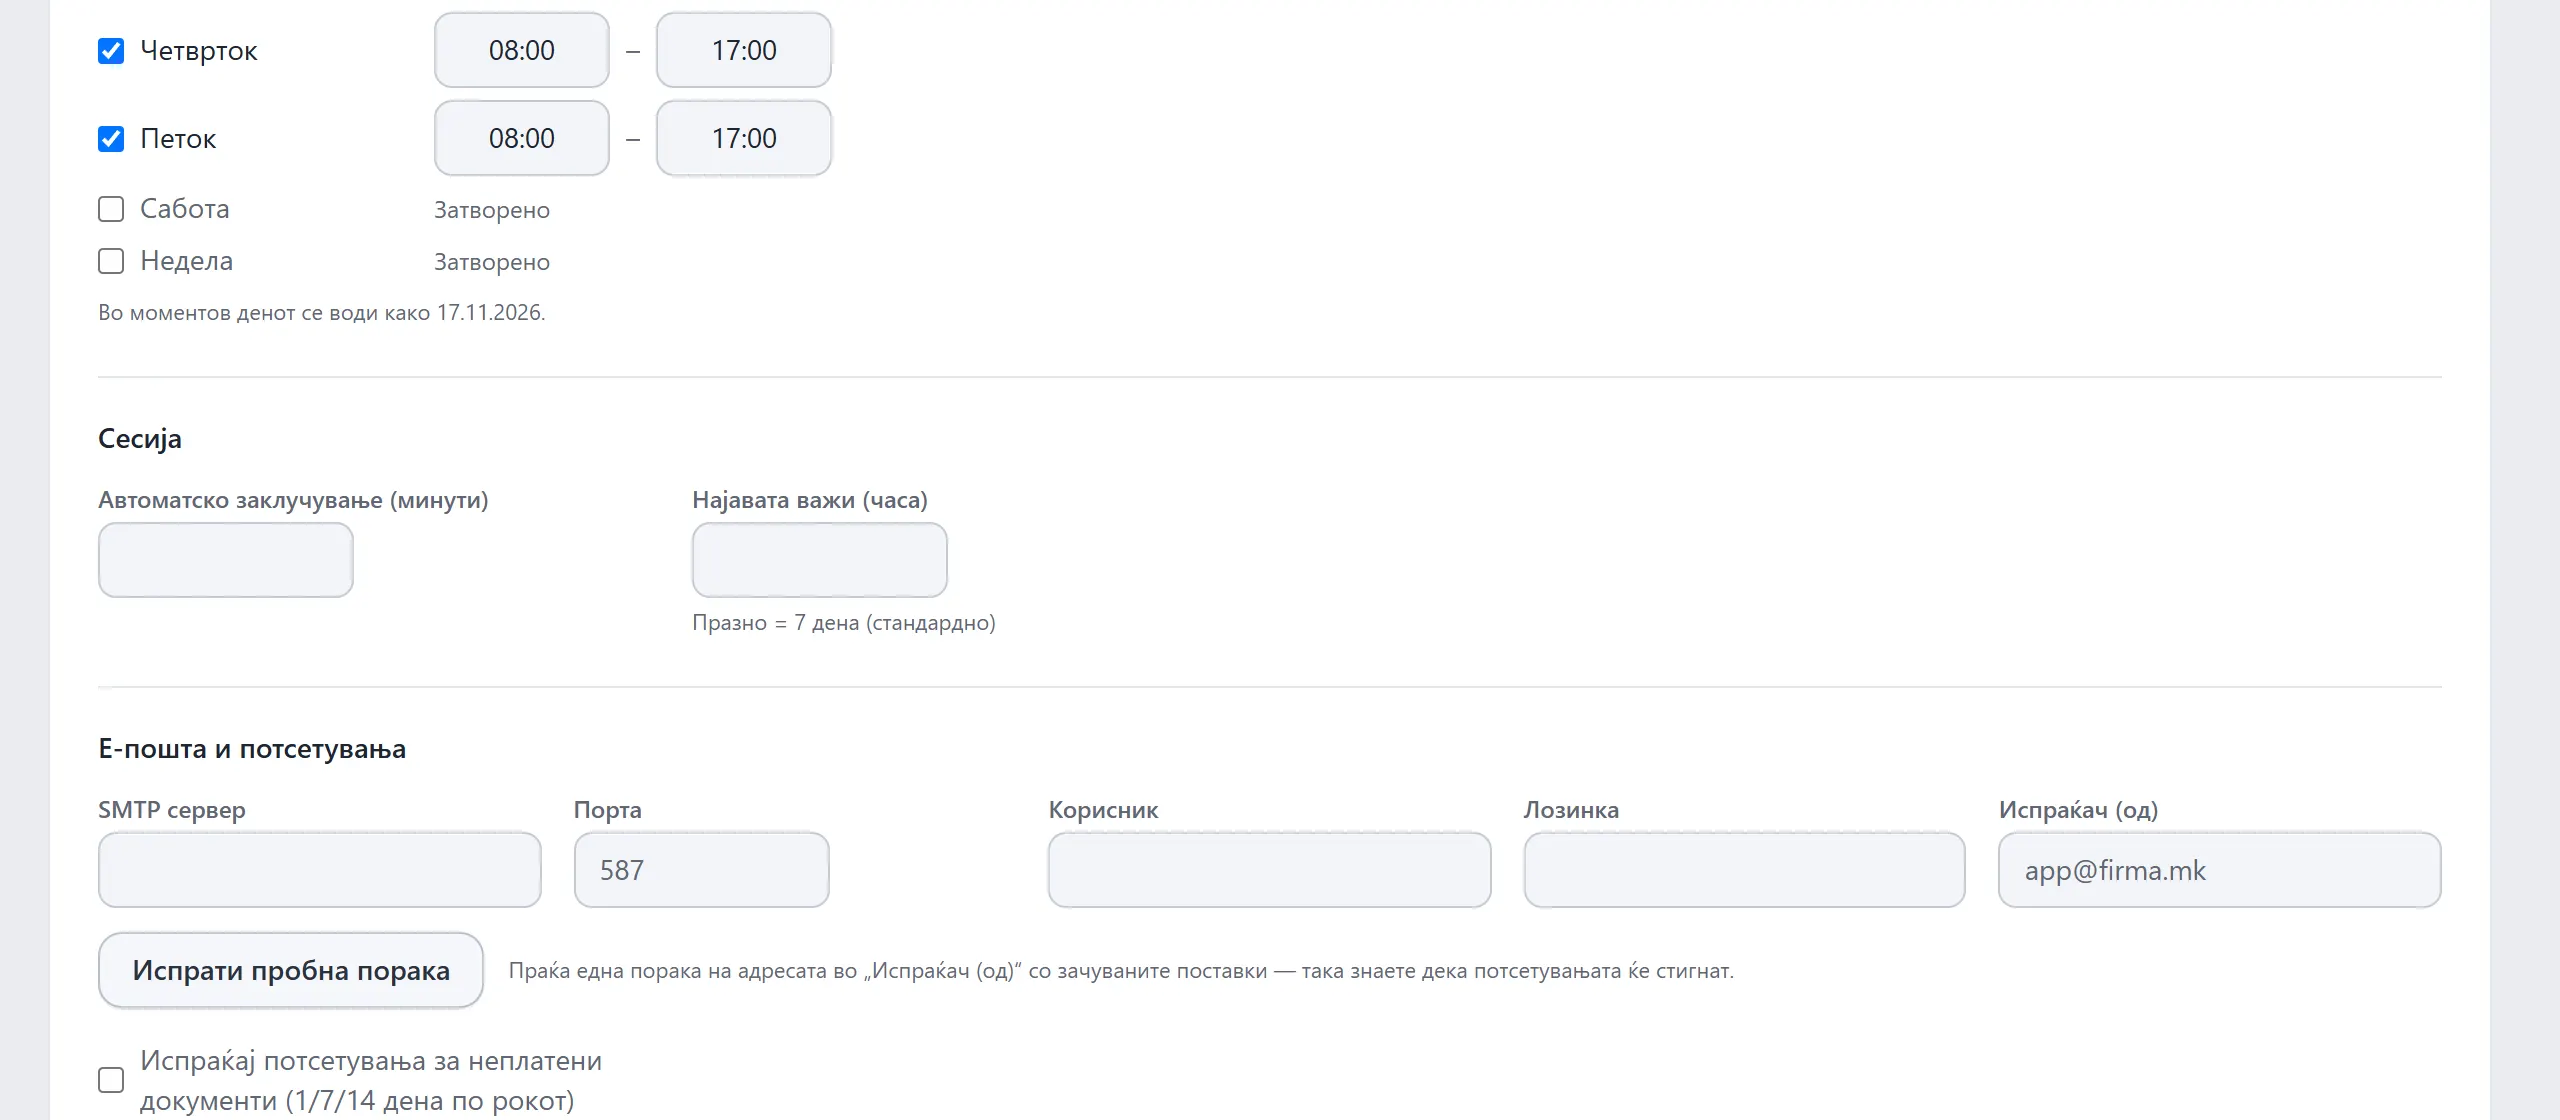 Четврток 08:00 – 17:00
Петок 08:00 – 17:00
Сабота Затворено
Недела Затворено
Во моментов денот се води како 17.11.2026.
Сесија
Автоматско заклучување (минути) Најавата важи (часа)
Празно = 7 дена (стандардно)
Е-пошта и потсетувања
SMTP сервер Порта Корисник Лозинка Испраќач (од)
587 app@firma.mk
Испрати пробна порака Праќа една порака на адресата во „Испраќач (од)“ со зачуваните поставки — така знаете дека потсетувањата ќе стигнат.
Испраќај потсетувања за неплатени
документи (1/7/14 дена по рокот)